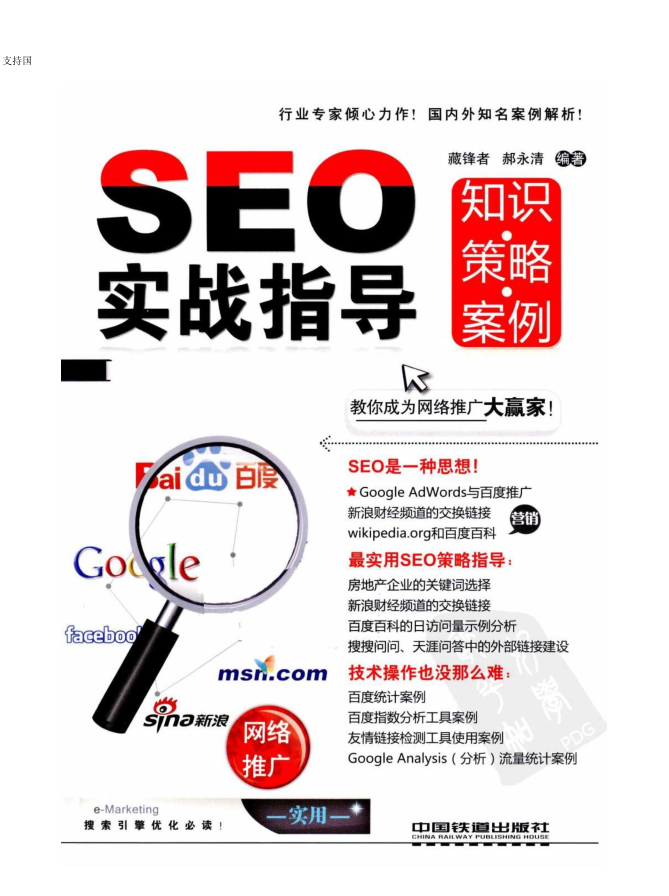 支持国
行业专家倾心力作！国内外知名案例解析！
SEO
实战指导
藏锋者 郝永清 编著
知识
·
策略
·
案例
教你成为网络推广大赢家！
SEO是一种思想！
★Google AdWords与百度推广
新浪财经频道的交换链接
wikipedia.org和百度百科
营销
最实用SEO策略指导：
房地产企业的关键词选择
新浪财经频道的交换链接
百度百科的日访问量示例分析
搜搜问问、天涯问答中的外部链接建设
技术操作也没那么难：
百度统计案例
百度指数分析工具案例
友情链接检测工具使用案例
Google Analysis（分析）流量统计案例
Bai du 百度
Google
facebook
msn.com
sina新浪
网络
推广
PDG
e-Marketing
搜索引擎优化必读！
—实用—
中国铁道出版社
CHINA RAILWAY PUBLISHING HOUSE